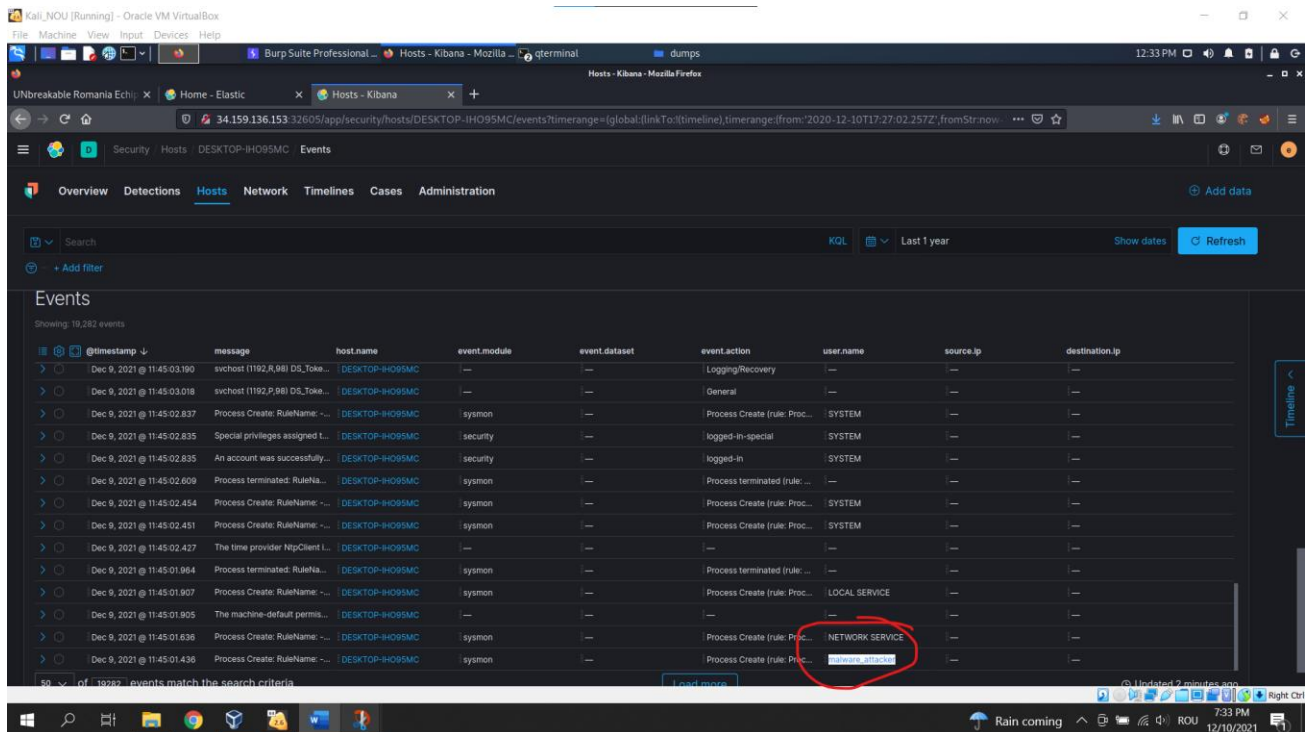 Kali_NOU [Running] - Oracle VM VirtualBox
File Machine View Input Devices Help
Burp Suite Professional ... Hosts - Kibana - Mozilla ... qterminal dumps 12:33 PM
Hosts - Kibana - Mozilla Firefox
UNbreakable Romania Echip Home - Elastic Hosts - Kibana
34.159.136.153:32605/app/security/hosts/DESKTOP-IHO95MC/events?timerange=(global:(linkTo:!(timeline),timerange:(from:'2020-12-10T17:27:02.257Z',fromStr:now-
D Security / Hosts / DESKTOP-IHO95MC / Events e
Overview Detections Hosts Network Timelines Cases Administration Add data
Search KQL Last 1 year Show dates Refresh
+ Add filter
Events
Showing: 19,282 events
@timestamp message host.name event.module event.dataset event.action user.name source.ip destination.ip
Dec 9, 2021 @ 11:45:03.190 svchost (1192,R,98) DS_Toke... DESKTOP-IHO95MC — — Logging/Recovery — — —
Dec 9, 2021 @ 11:45:03.018 svchost (1192,P,98) DS_Toke... DESKTOP-IHO95MC — — General — — —
Dec 9, 2021 @ 11:45:02.837 Process Create: RuleName: -... DESKTOP-IHO95MC sysmon — Process Create (rule: Proc... SYSTEM — —
Dec 9, 2021 @ 11:45:02.835 Special privileges assigned t... DESKTOP-IHO95MC security — logged-in-special SYSTEM — —
Dec 9, 2021 @ 11:45:02.835 An account was successfully... DESKTOP-IHO95MC security — logged-in SYSTEM — —
Dec 9, 2021 @ 11:45:02.609 Process terminated: RuleNa... DESKTOP-IHO95MC sysmon — Process terminated (rule: ... — — —
Dec 9, 2021 @ 11:45:02.454 Process Create: RuleName: -... DESKTOP-IHO95MC sysmon — Process Create (rule: Proc... SYSTEM — —
Dec 9, 2021 @ 11:45:02.451 Process Create: RuleName: -... DESKTOP-IHO95MC sysmon — Process Create (rule: Proc... SYSTEM — —
Dec 9, 2021 @ 11:45:02.427 The time provider NtpClient i... DESKTOP-IHO95MC — — — — — —
Dec 9, 2021 @ 11:45:01.964 Process terminated: RuleNa... DESKTOP-IHO95MC sysmon — Process terminated (rule: ... — — —
Dec 9, 2021 @ 11:45:01.907 Process Create: RuleName: -... DESKTOP-IHO95MC sysmon — Process Create (rule: Proc... LOCAL SERVICE — —
Dec 9, 2021 @ 11:45:01.905 The machine-default permis... DESKTOP-IHO95MC — — — — — —
Dec 9, 2021 @ 11:45:01.636 Process Create: RuleName: -... DESKTOP-IHO95MC sysmon — Process Create (rule: Proc... NETWORK SERVICE — —
Dec 9, 2021 @ 11:45:01.436 Process Create: RuleName: -... DESKTOP-IHO95MC sysmon — Process Create (rule: Proc... malware_attacker — —
50 of 19282 events match the search criteria Load more Updated 2 minutes ago
Timeline
Right Ctrl
Rain coming ROU 7:33 PM
12/10/2021